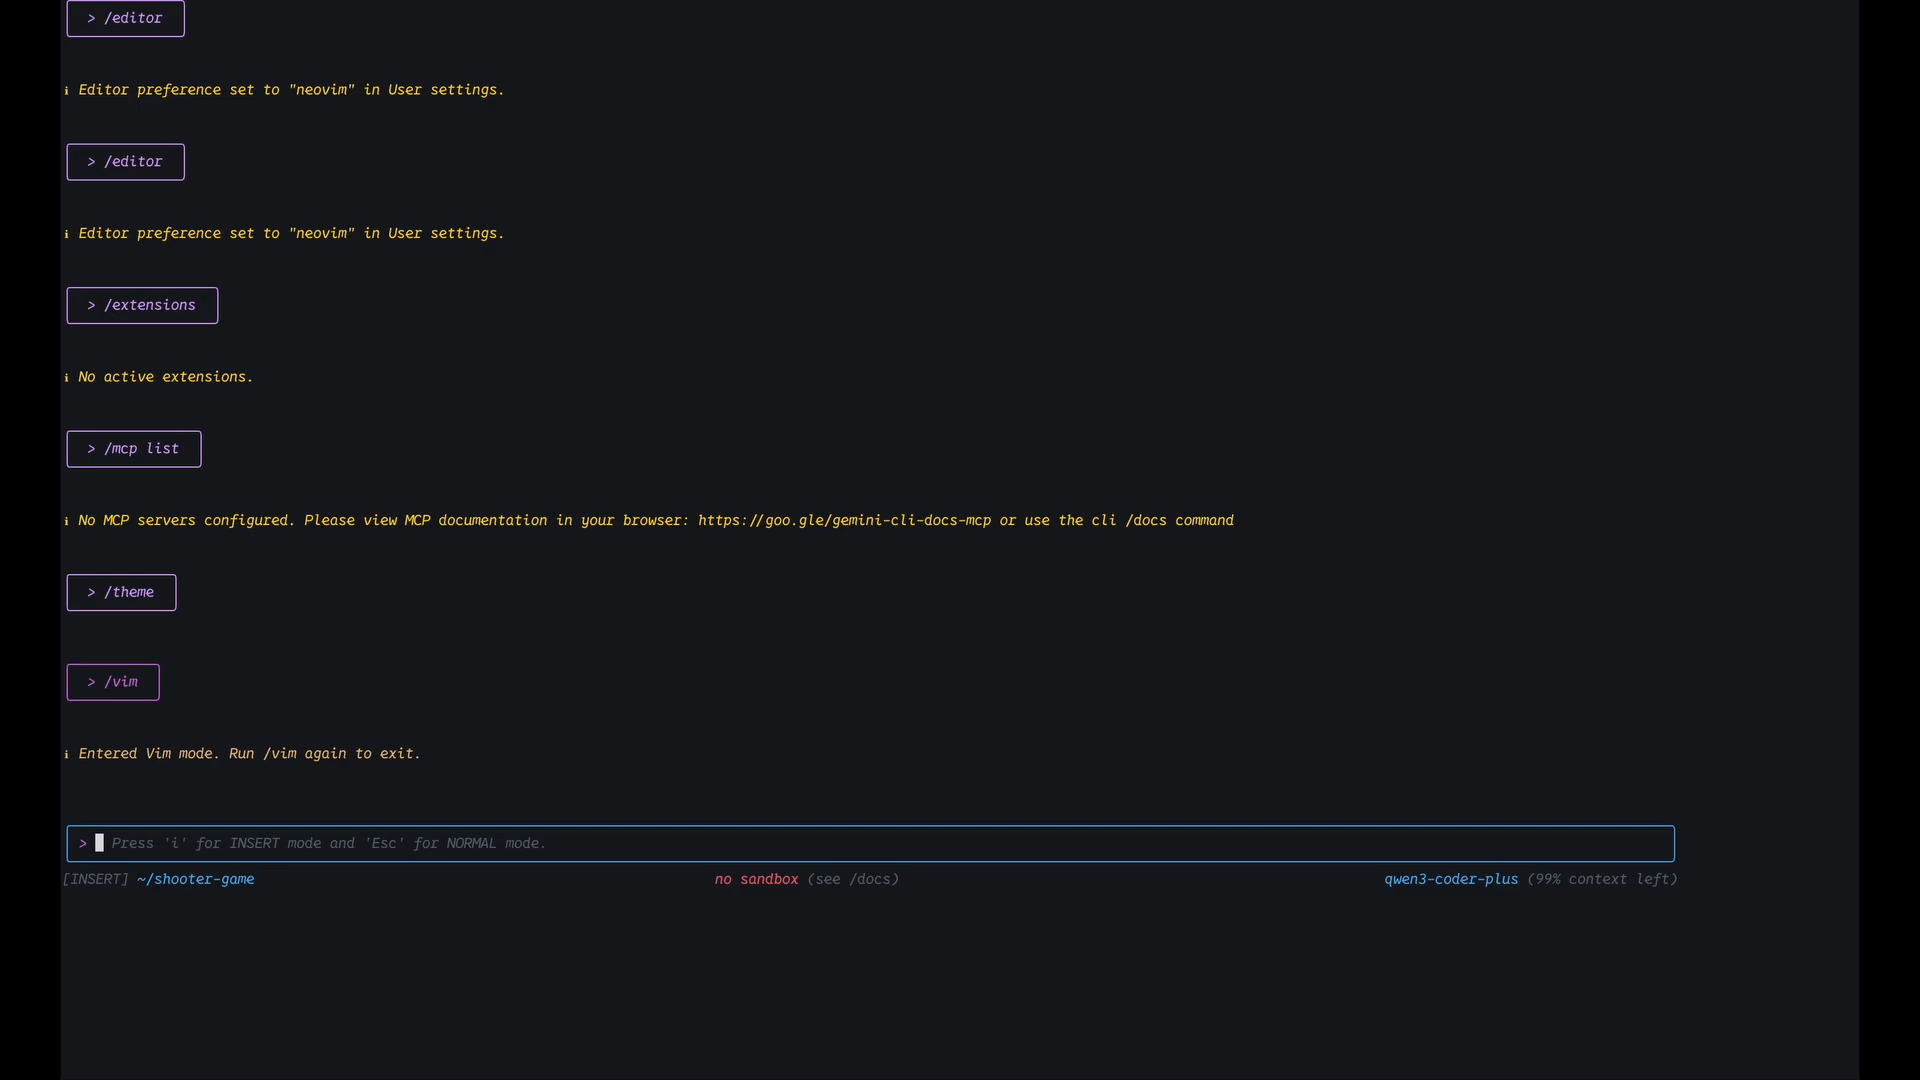 > /editor
ℹ Editor preference set to "neovim" in User settings.
> /editor
ℹ Editor preference set to "neovim" in User settings.
> /extensions
ℹ No active extensions.
> /mcp list
ℹ No MCP servers configured. Please view MCP documentation in your browser: https://goo.gle/gemini-cli-docs-mcp or use the cli /docs command
> /theme
> /vim
ℹ Entered Vim mode. Run /vim again to exit.
> Press 'i' for INSERT mode and 'Esc' for NORMAL mode.
[INSERT] ~/shooter-game no sandbox (see /docs) qwen3-coder-plus (99% context left)